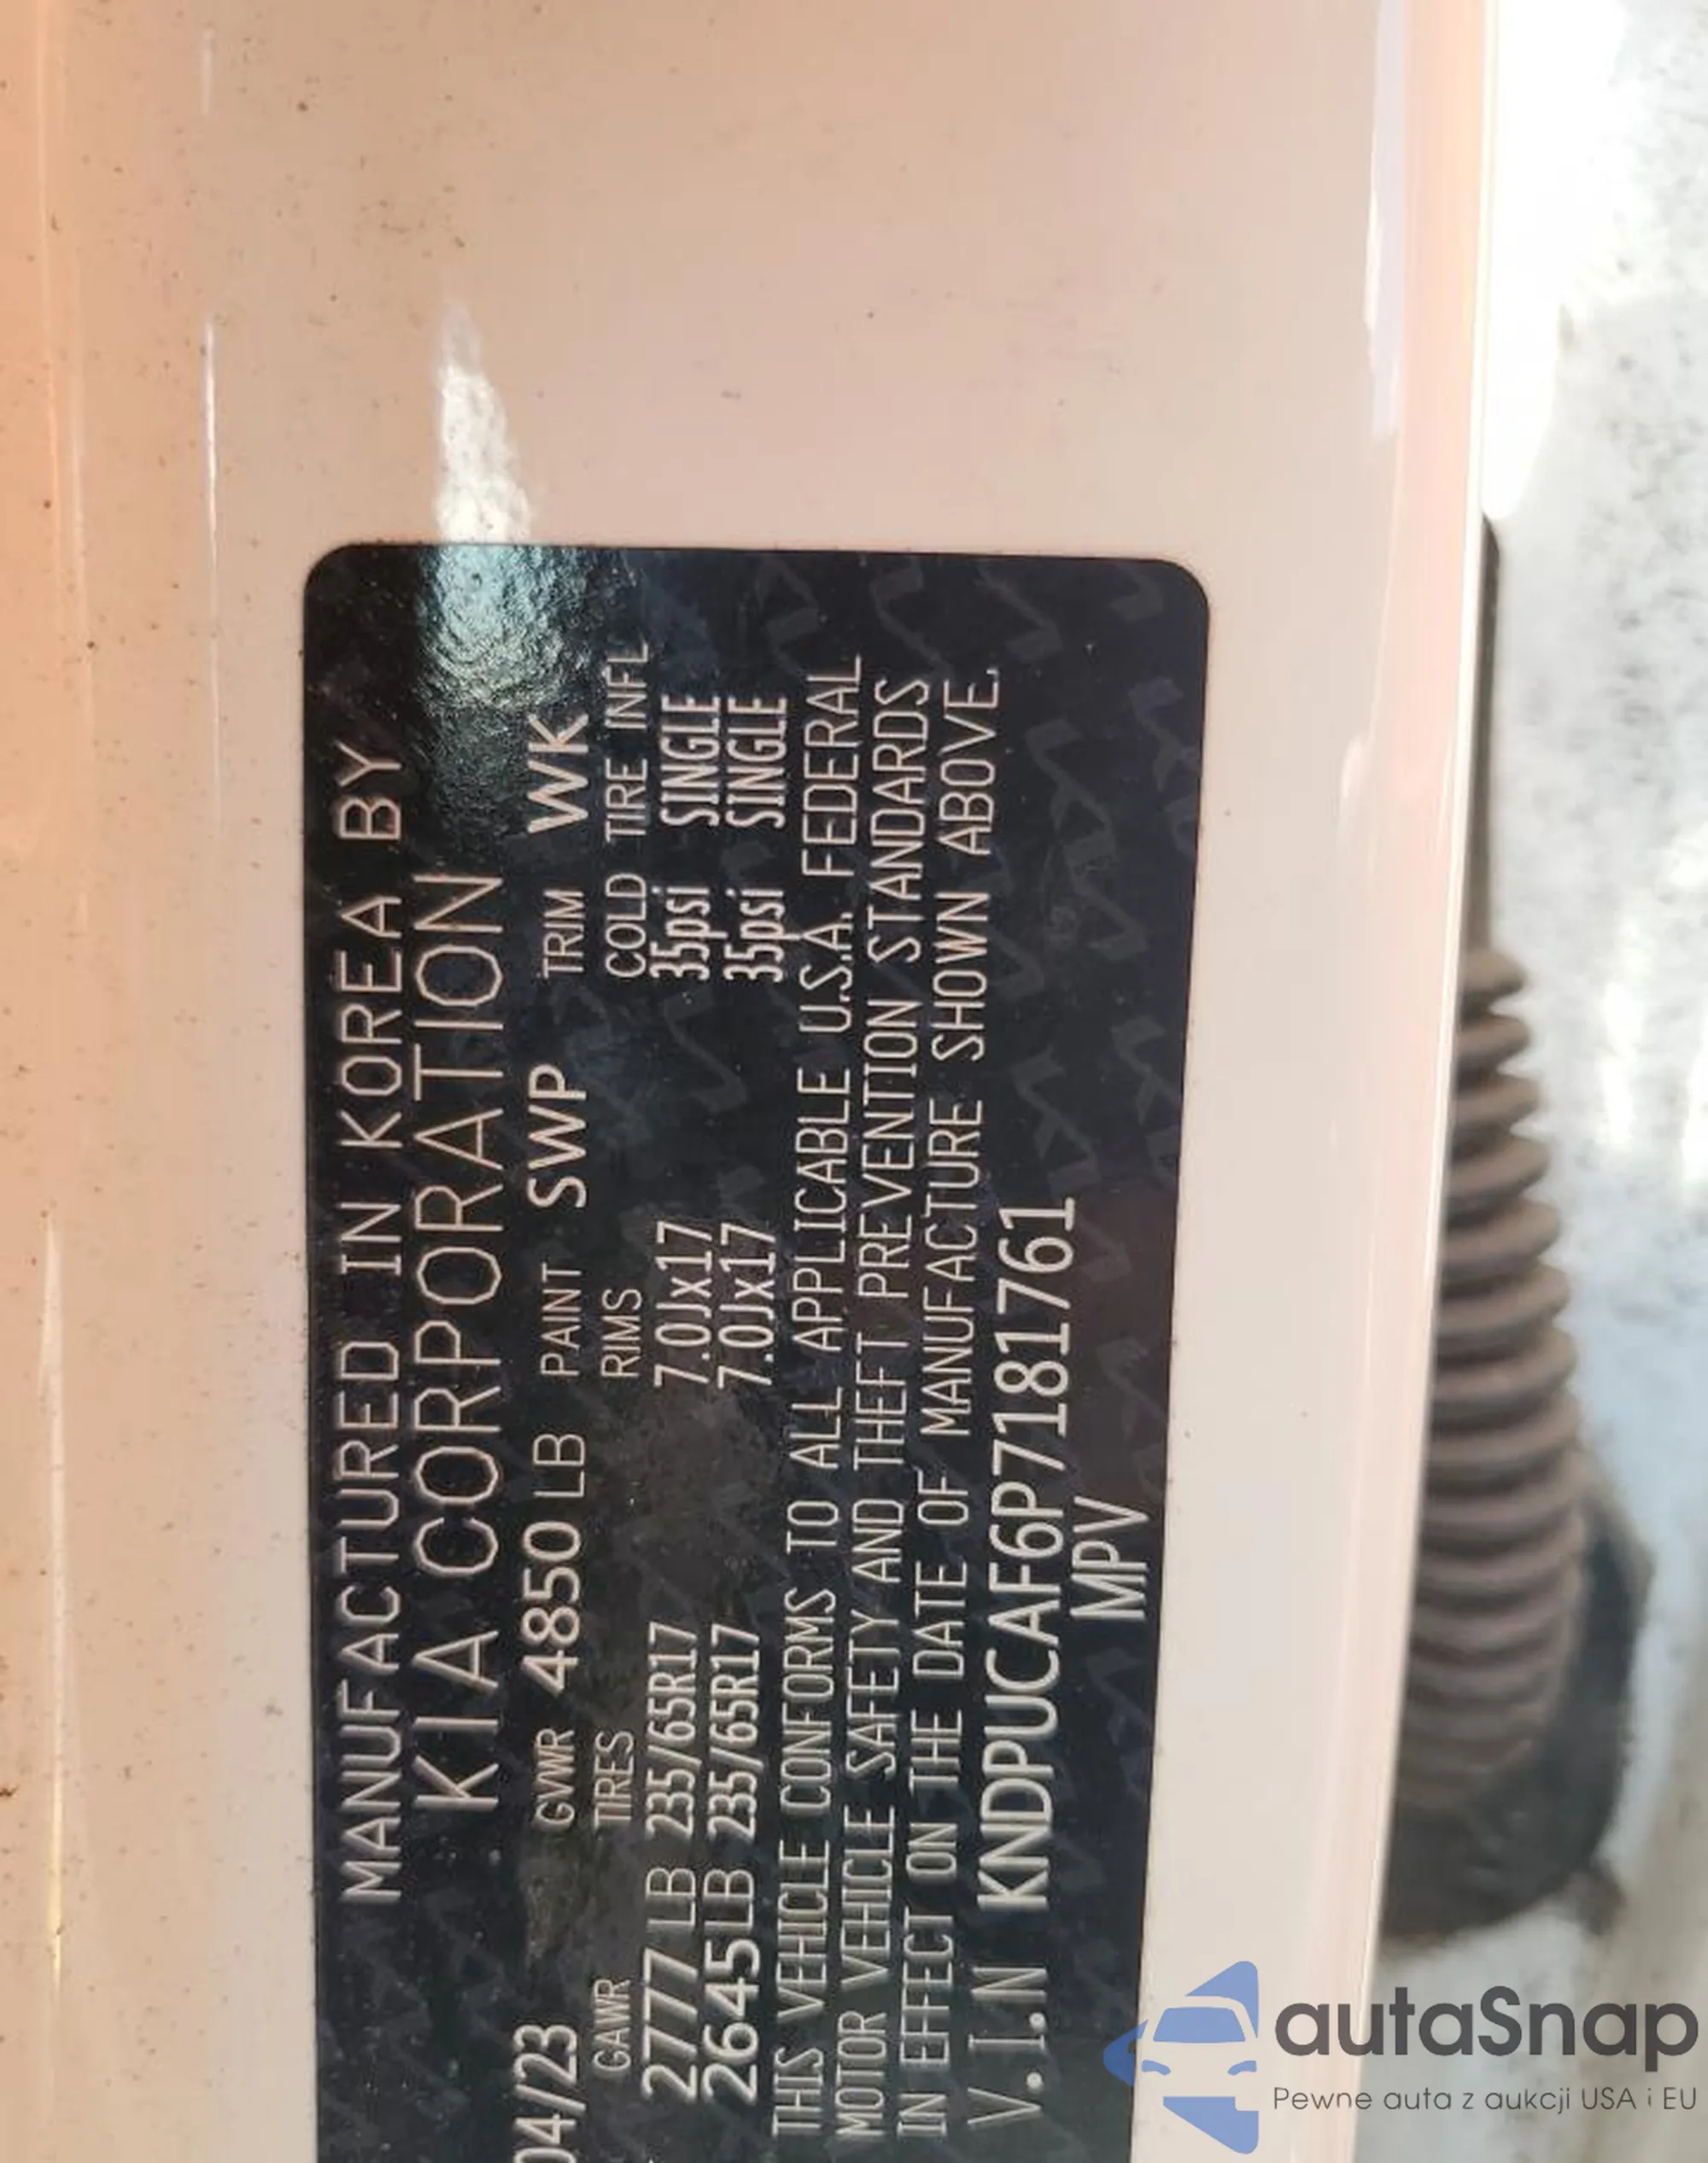 MANUFACTURED IN KOREA BY
KIA CORPORATION
04/23 GVWR 4850 LB PAINT SWP TRIM WK
GAWR TIRES RIMS COLD TIRE INFL
2777 LB 235/65R17 7.0Jx17 35psi SINGLE
2645LB 235/65R17 7.0Jx17 35psi SINGLE
THIS VEHICLE CONFORMS TO ALL APPLICABLE U.S.A. FEDERAL
MOTOR VEHICLE SAFETY AND THEFT PREVENTION STANDARDS
IN EFFECT ON THE DATE OF MANUFACTURE SHOWN ABOVE.
V.I.N KNDPUCAF6P7181761
MPV
autaSnap
Pewne auta z aukcji USA i EU